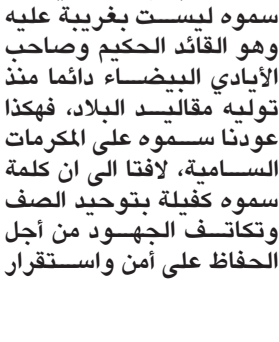 سموه ليست بغريبة عليه
وهو القائد الحكيم وصاحب
الأيادي البيضاء دائما منذ
توليه مقاليد البلاد، فهكذا
عودنا سموه على المكرمات
السامية، لافتا الى ان كلمة
سموه كفيلة بتوحيد الصف
وتكاتف الجهود من أجل
الحفاظ على أمن واستقرار